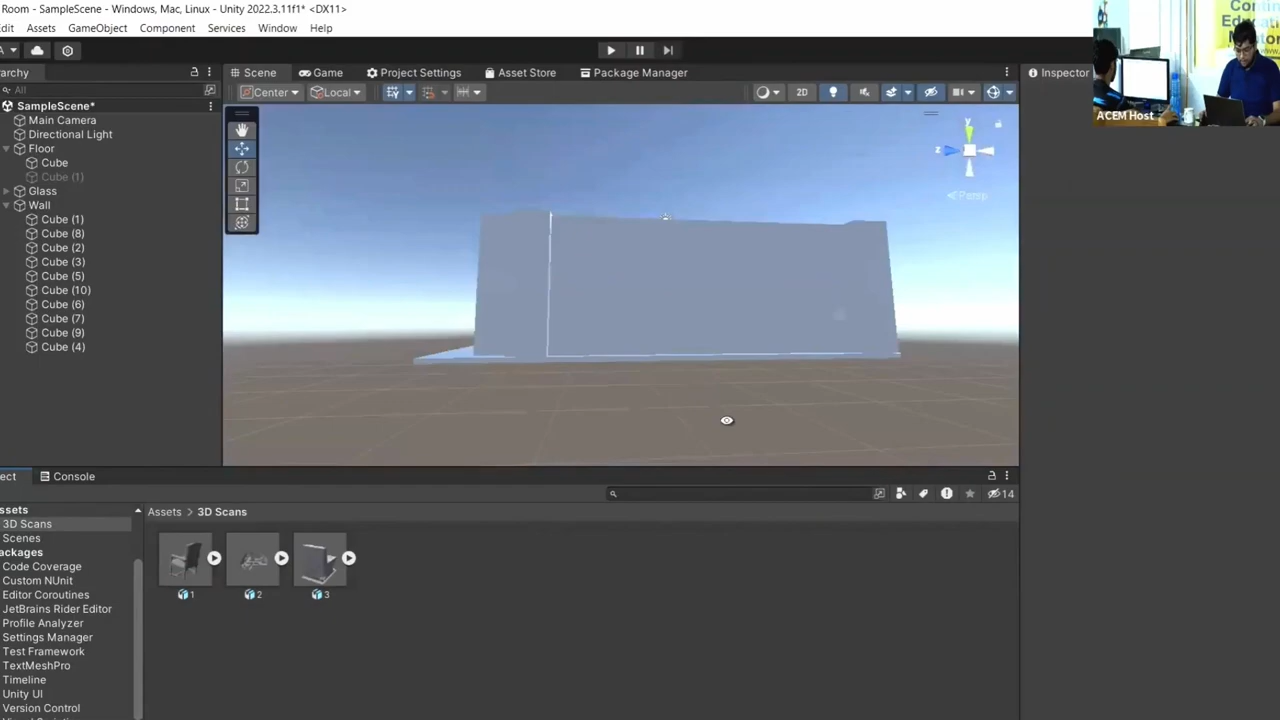 Room - SampleScene - Windows, Mac, Linux - Unity 2022.3.11f1* <DX11>
Edit Assets GameObject Component Services Window Help
Scene Game Project Settings Asset Store Package Manager
Inspector
All
Center Local 2D
SampleScene*
Main Camera
Directional Light
Floor
Cube
Cube (1)
Glass
Wall
Cube (1)
Cube (8)
Cube (2)
Cube (3)
Cube (5)
Cube (10)
Cube (6)
Cube (7)
Cube (9)
Cube (4)
y
z
Persp
Console
14
Assets > 3D Scans
3D Scans
Scenes
Code Coverage
Custom NUnit
Editor Coroutines
JetBrains Rider Editor
Profile Analyzer
Settings Manager
Test Framework
TextMeshPro
Timeline
Unity UI
Version Control
1
2
3
ACEM Host